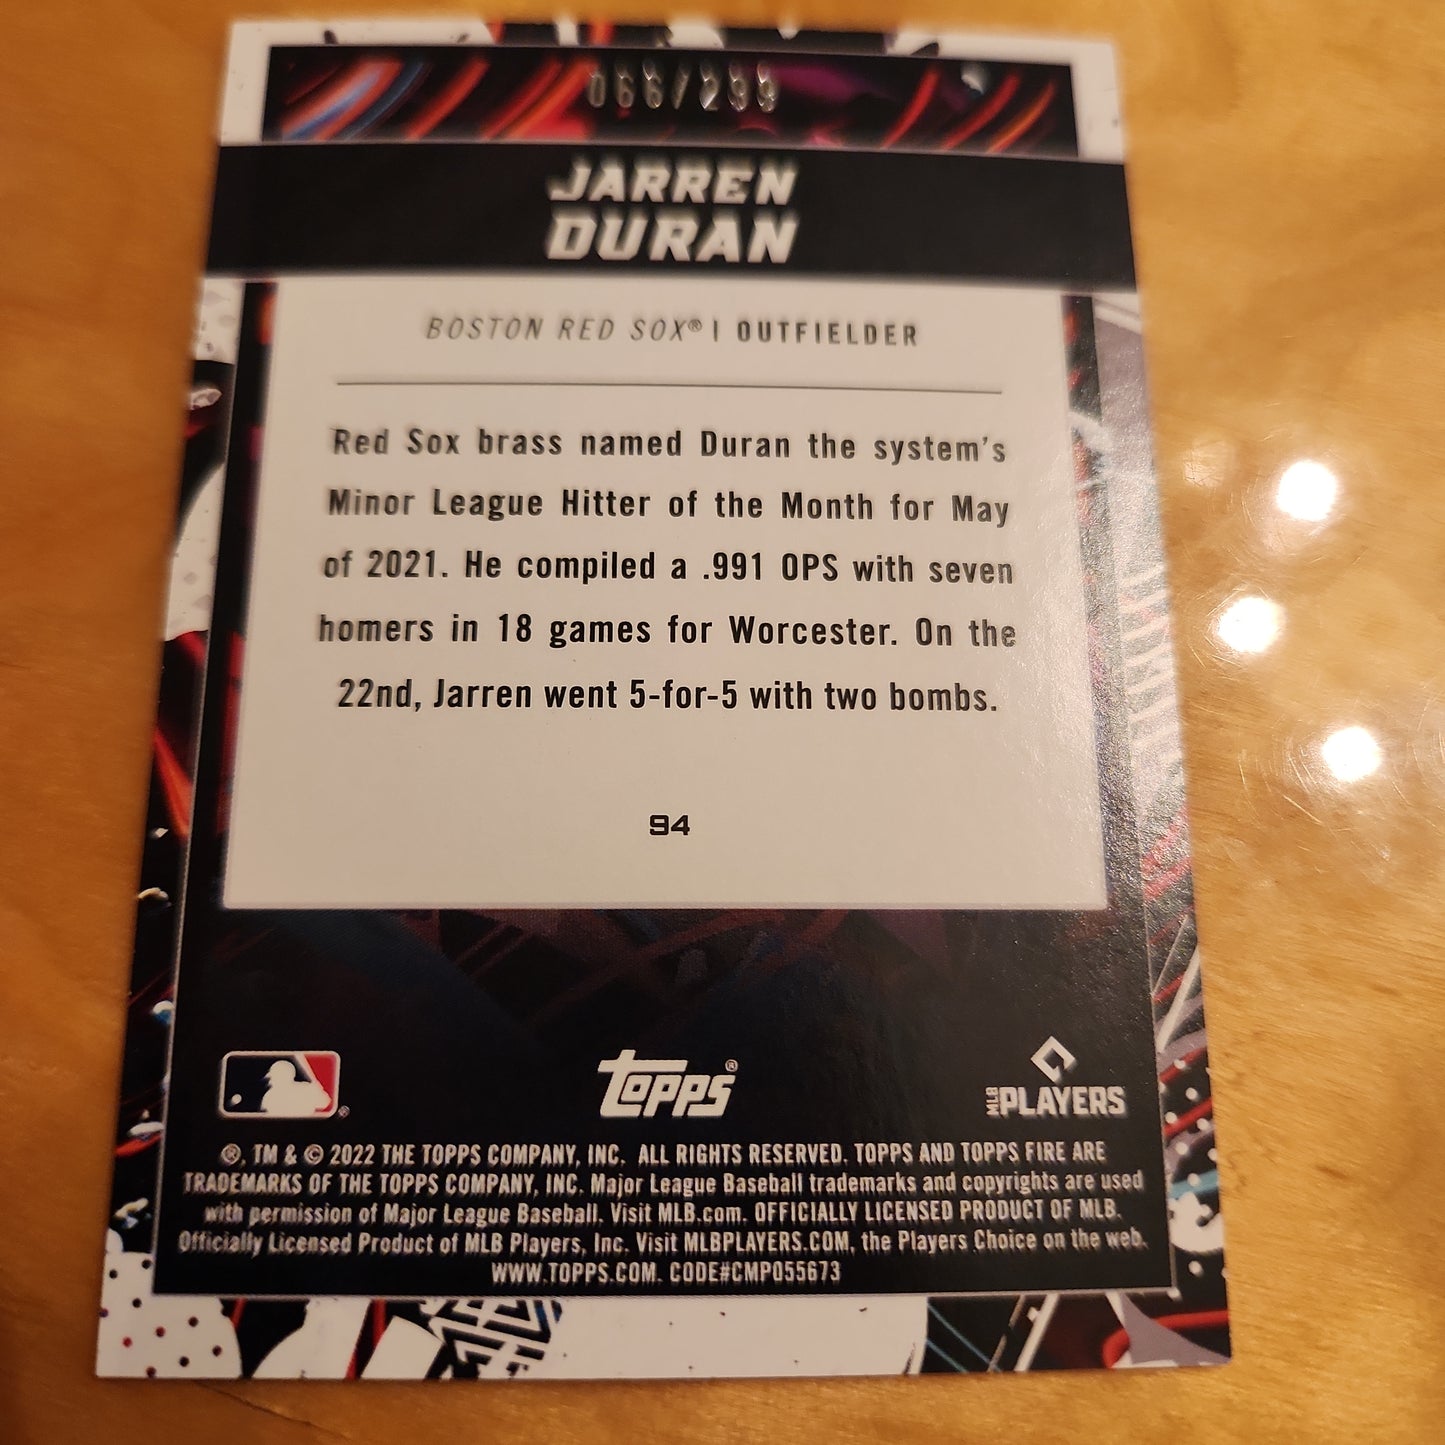 066/299
JARREN
DURAN
BOSTON RED SOX® | OUTFIELDER
Red Sox brass named Duran the system's
Minor League Hitter of the Month for May
of 2021. He compiled a .991 OPS with seven
homers in 18 games for Worcester. On the
22nd, Jarren went 5-for-5 with two bombs.
94
topps®
MLB PLAYERS
®, TM & © 2022 THE TOPPS COMPANY, INC. ALL RIGHTS RESERVED. TOPPS AND TOPPS FIRE ARE
TRADEMARKS OF THE TOPPS COMPANY, INC. Major League Baseball trademarks and copyrights are used
with permission of Major League Baseball. Visit MLB.com. OFFICIALLY LICENSED PRODUCT OF MLB.
Officially Licensed Product of MLB Players, Inc. Visit MLBPLAYERS.COM, the Players Choice on the web.
WWW.TOPPS.COM. CODE#CMP055673